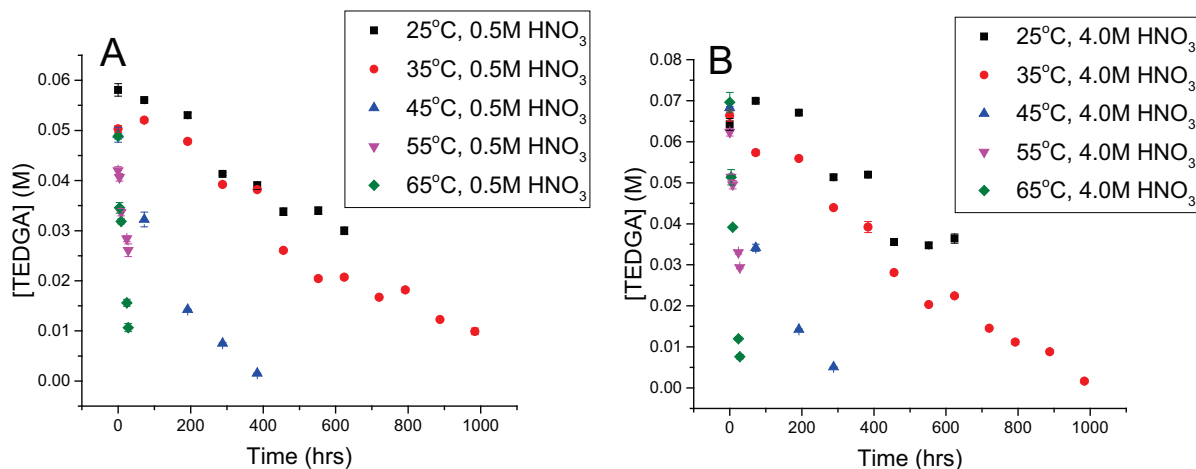 A
25°C, 0.5M HNO₃
35°C, 0.5M HNO₃
45°C, 0.5M HNO₃
55°C, 0.5M HNO₃
65°C, 0.5M HNO₃
[TEDGA] (M)
0.06
0.05
0.04
0.03
0.02
0.01
0.00
0 200 400 600 800 1000
Time (hrs)
B
25°C, 4.0M HNO₃
35°C, 4.0M HNO₃
45°C, 4.0M HNO₃
55°C, 4.0M HNO₃
65°C, 4.0M HNO₃
[TEDGA] (M)
0.08
0.07
0.06
0.05
0.04
0.03
0.02
0.01
0.00
0 200 400 600 800 1000
Time (hrs)